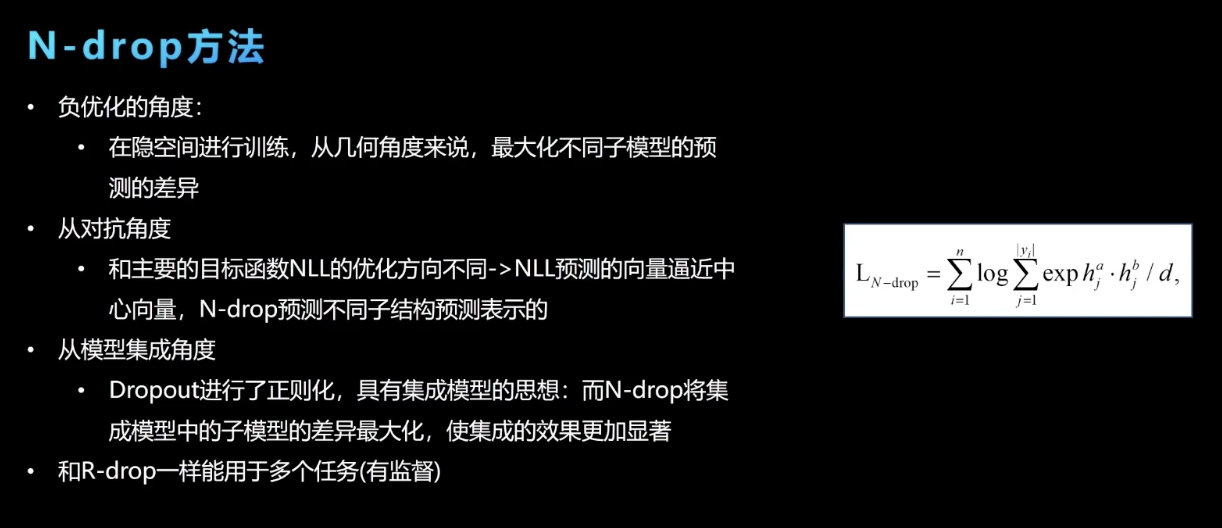 N-drop方法
• 负优化的角度：
• 在隐空间进行训练，从几何角度来说，最大化不同子模型的预
测的差异
• 从对抗角度
• 和主要的目标函数NLL的优化方向不同->NLL预测的向量逼近中
心向量，N-drop预测不同子结构预测表示的
• 从模型集成角度
• Dropout进行了正则化，具有集成模型的思想：而N-drop将集
成模型中的子模型的差异最大化，使集成的效果更加显著
• 和R-drop一样能用于多个任务(有监督)
L_{N-drop} = \sum_{i=1}^{n} \log \sum_{j=1}^{|y_i|} \exp h_j^a \cdot h_j^b / d,